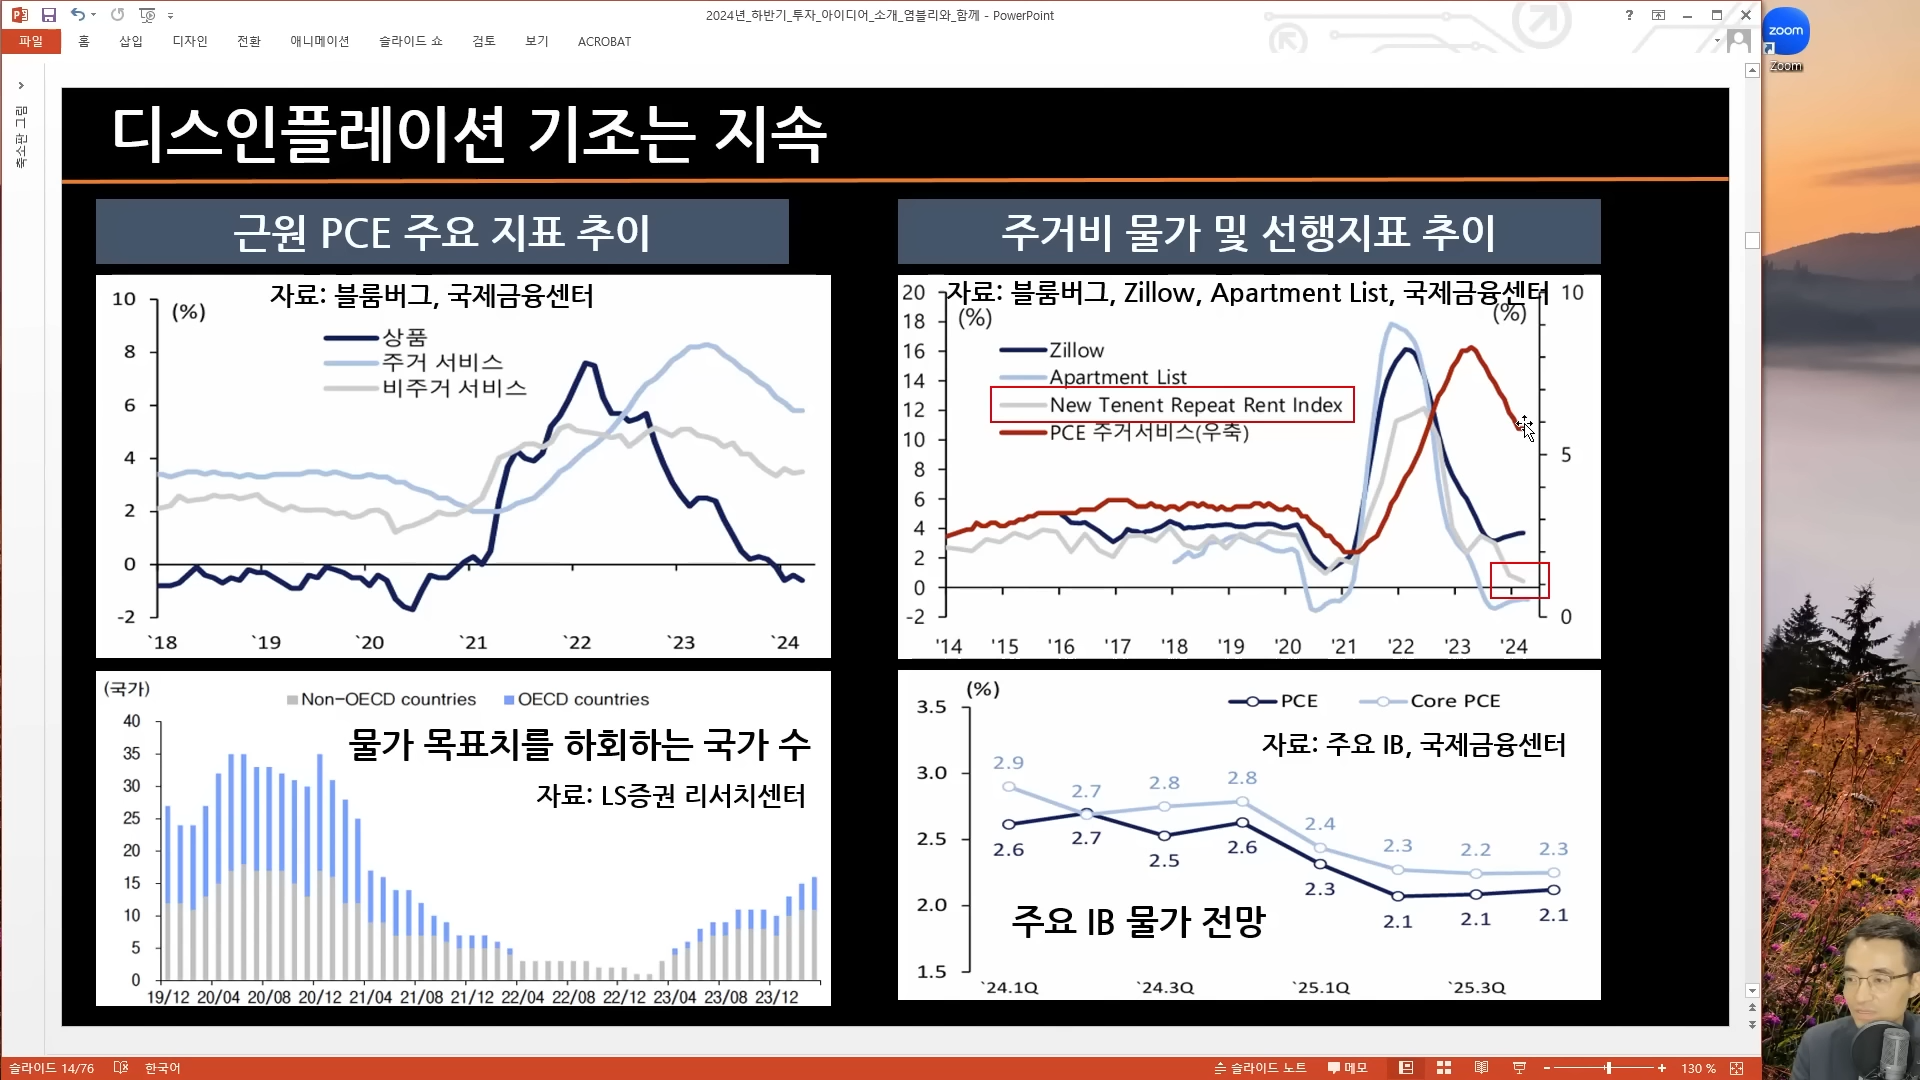 2024년_하반기_투자_아이디어_소개_염블리와_함께 - PowerPoint
파일 홈 삽입 디자인 전환 애니메이션 슬라이드 쇼 검토 보기 ACROBAT
zoom
Zoom
축소판 그림
디스인플레이션 기조는 지속
근원 PCE 주요 지표 추이
자료: 블룸버그, 국제금융센터
(%)
상품
주거 서비스
비주거 서비스
10
8
6
4
2
0
-2
`18 `19 `20 `21 `22 `23 `24
주거비 물가 및 선행지표 추이
자료: 블룸버그, Zillow, Apartment List, 국제금융센터
(%) (%)
Zillow
Apartment List
New Tenent Repeat Rent Index
PCE 주거서비스(우축)
20
18
16
14
12
10
8
6
4
2
0
-2
10
5
0
'14 '15 '16 '17 '18 '19 '20 '21 '22 '23 '24
(국가)
Non-OECD countries OECD countries
물가 목표치를 하회하는 국가 수
자료: LS증권 리서치센터
40
35
30
25
20
15
10
5
0
19/12 20/04 20/08 20/12 21/04 21/08 21/12 22/04 22/08 22/12 23/04 23/08 23/12
(%)
PCE Core PCE
자료: 주요 IB, 국제금융센터
3.5
3.0
2.5
2.0
1.5
2.9 2.7 2.8 2.8 2.4 2.3 2.2 2.3
2.6 2.7 2.5 2.6 2.3 2.1 2.1 2.1
주요 IB 물가 전망
`24.1Q `24.3Q `25.1Q `25.3Q
슬라이드 14/76 한국어 슬라이드 노트 메모 130 %